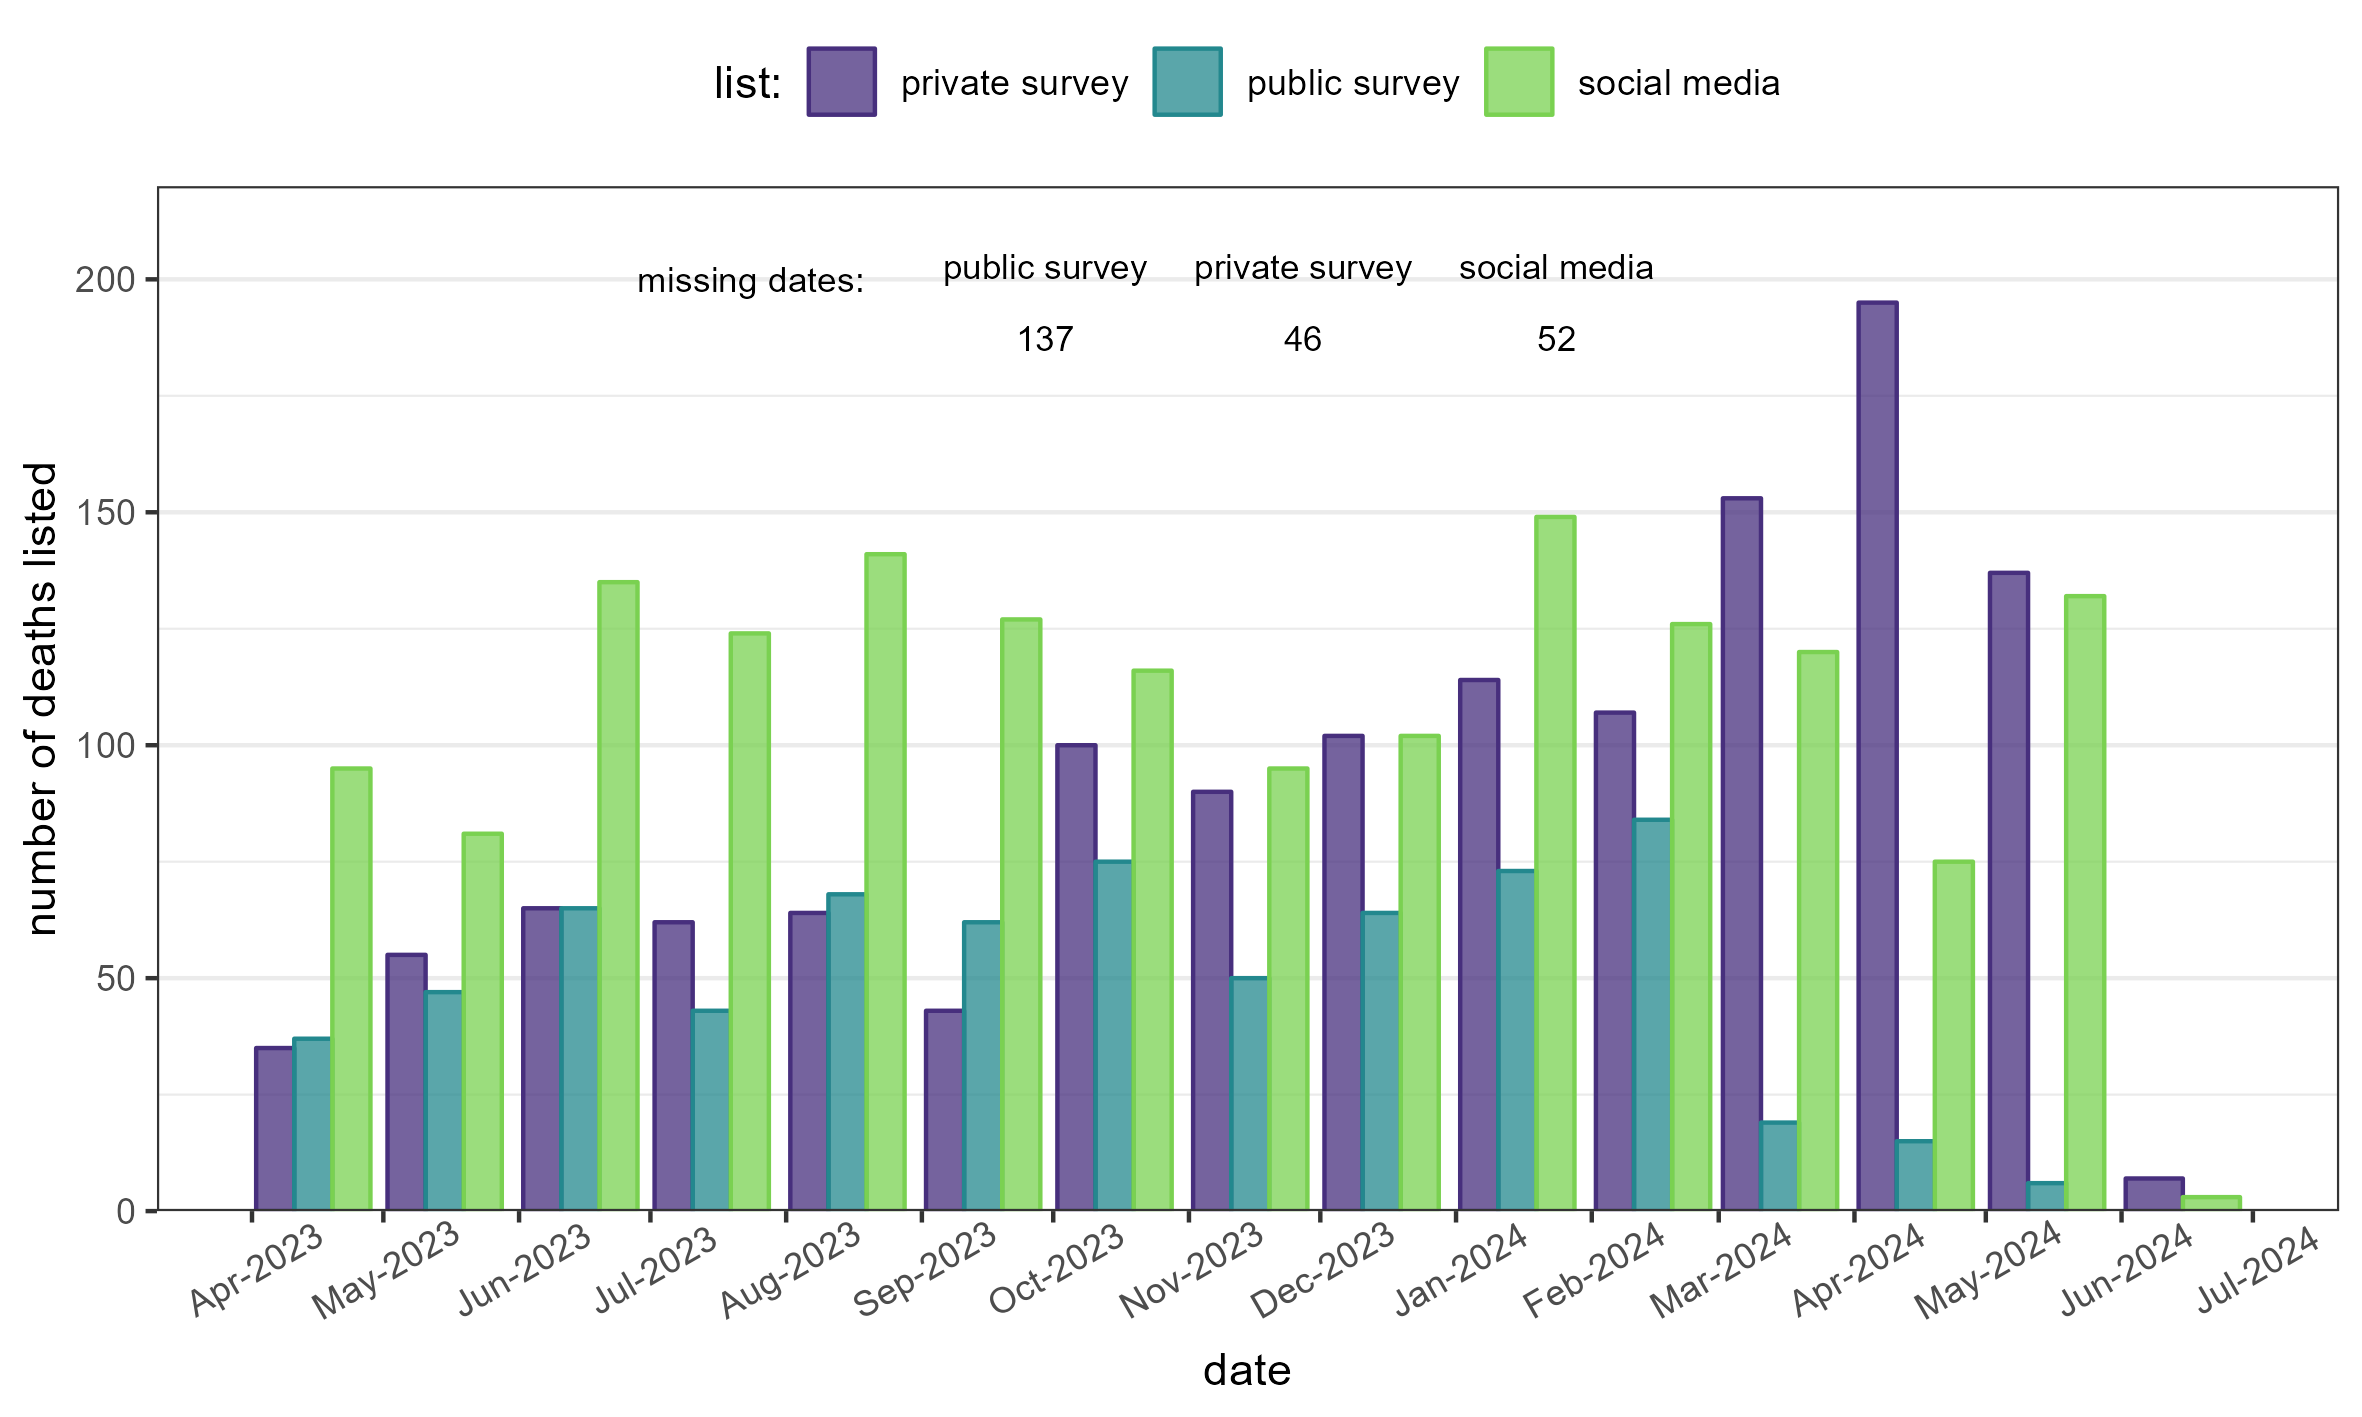 list: private survey public survey social media
missing dates: public survey private survey social media
137 46 52
number of deaths listed
200
150
100
50
0
Apr-2023 May-2023 Jun-2023 Jul-2023 Aug-2023 Sep-2023 Oct-2023 Nov-2023 Dec-2023 Jan-2024 Feb-2024 Mar-2024 Apr-2024 May-2024 Jun-2024 Jul-2024
date